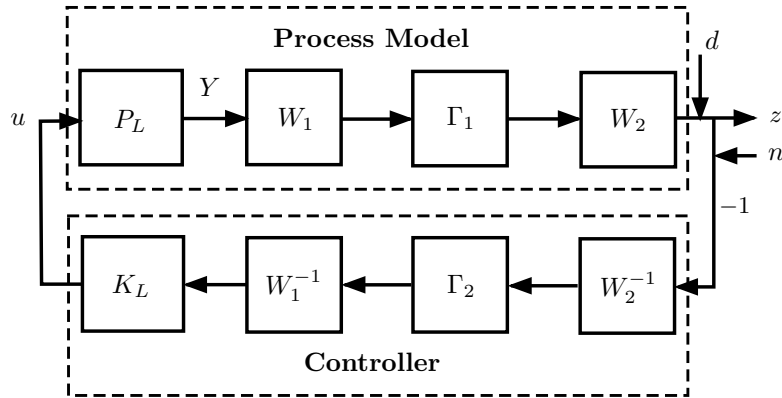 Process Model
d
u
P_L
Y
W_1
Γ_1
W_2
z
n
−1
K_L
W_1^{-1}
Γ_2
W_2^{-1}
Controller